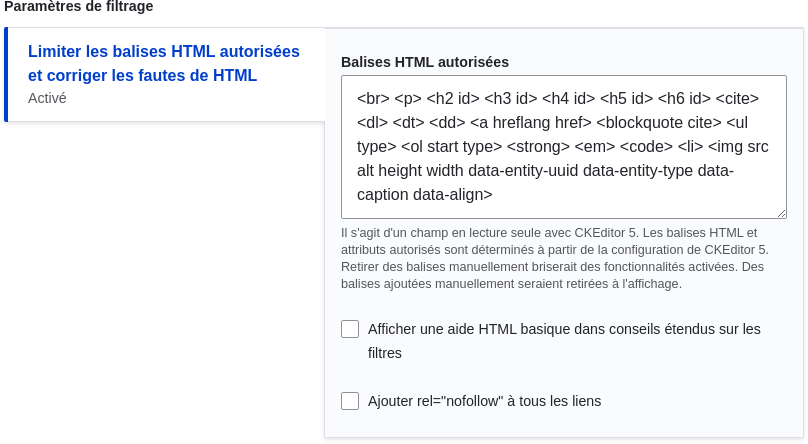 Paramètres de filtrage
Limiter les balises HTML autorisées
et corriger les fautes de HTML
Activé
Balises HTML autorisées
<br> <p> <h2 id> <h3 id> <h4 id> <h5 id> <h6 id> <cite>
<dl> <dt> <dd> <a hreflang href> <blockquote cite> <ul
type> <ol start type> <strong> <em> <code> <li> <img src
alt height width data-entity-uuid data-entity-type data-
caption data-align>
Il s'agit d'un champ en lecture seule avec CKEditor 5. Les balises HTML et
attributs autorisés sont déterminés à partir de la configuration de CKEditor 5.
Retirer des balises manuellement briserait des fonctionnalités activées. Des
balises ajoutées manuellement seraient retirées à l'affichage.
Afficher une aide HTML basique dans conseils étendus sur les
filtres
Ajouter rel="nofollow" à tous les liens